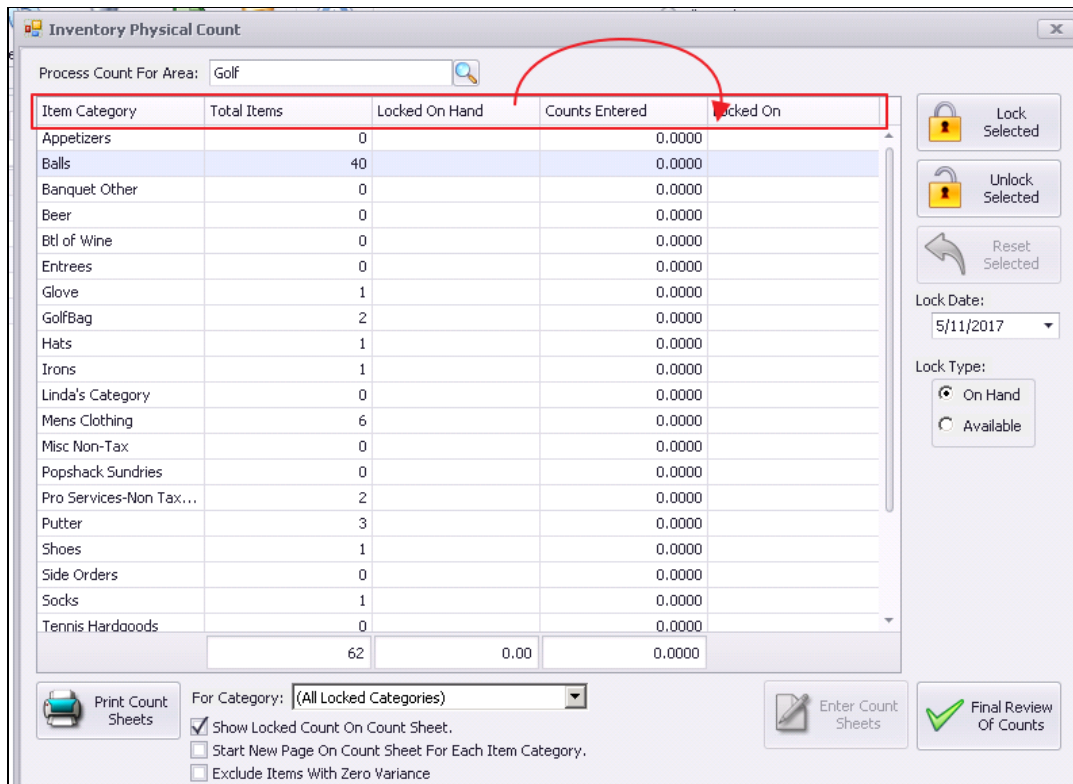 Inventory Physical Count
Process Count For Area: Golf
Item Category Total Items Locked On Hand Counts Entered Locked On
Appetizers 0 0.0000
Balls 40 0.0000
Banquet Other 0 0.0000
Beer 0 0.0000
Btl of Wine 0 0.0000
Entrees 0 0.0000
Glove 1 0.0000
GolfBag 2 0.0000
Hats 1 0.0000
Irons 1 0.0000
Linda's Category 0 0.0000
Mens Clothing 6 0.0000
Misc Non-Tax 0 0.0000
Popshack Sundries 0 0.0000
Pro Services-Non Tax... 2 0.0000
Putter 3 0.0000
Shoes 1 0.0000
Side Orders 0 0.0000
Socks 1 0.0000
Tennis Hardgoods 0 0.0000
62 0.00 0.0000
Lock
Selected
Unlock
Selected
Reset
Selected
Lock Date:
5/11/2017
Lock Type:
On Hand
Available
Print Count
Sheets
For Category: (All Locked Categories)
Show Locked Count On Count Sheet.
Start New Page On Count Sheet For Each Item Category.
Exclude Items With Zero Variance
Enter Count
Sheets
Final Review
Of Counts